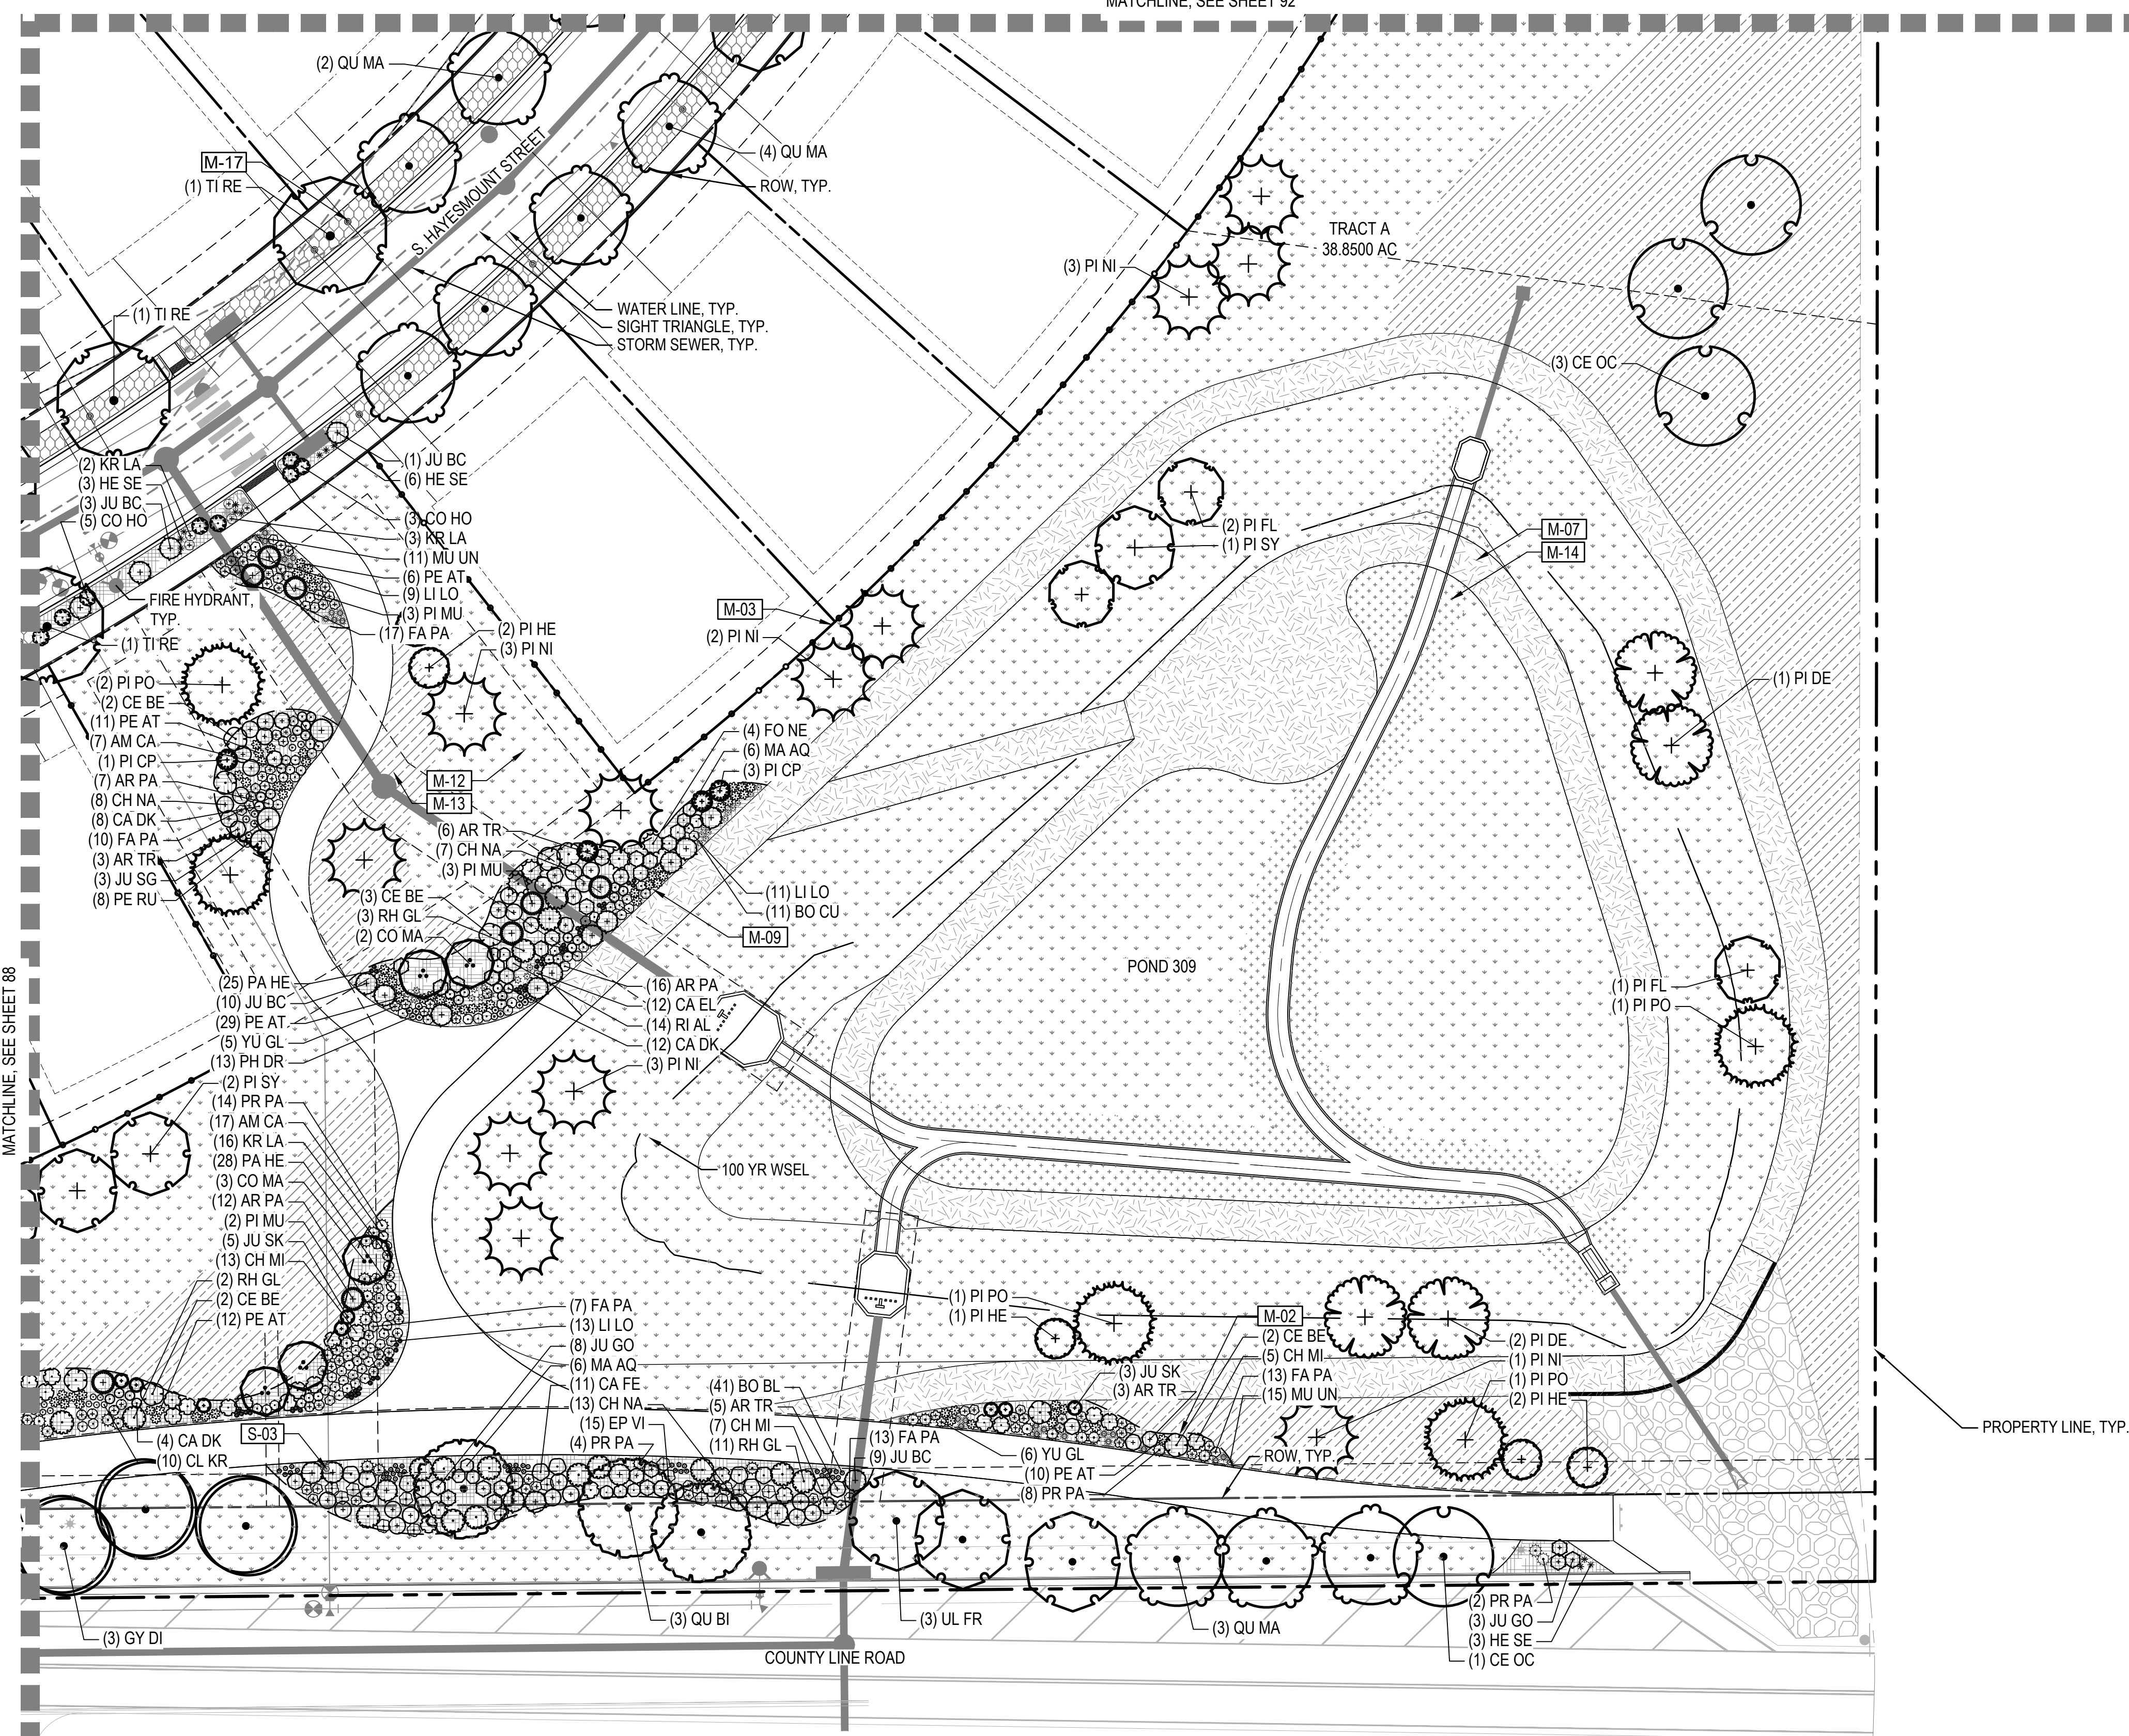 MATCHLINE, SEE SHEET 92
(2) QU MA
M-17
(1) TI RE
S. HAYESMOUNT STREET
(4) QU MA
ROW, TYP.
TRACT A
38.8500 AC
(3) PI NI
(1) TI RE
WATER LINE, TYP.
SIGHT TRIANGLE, TYP.
STORM SEWER, TYP.
(3) CE OC
(2) KR LA
(3) HE SE
(3) JU BC
(5) CO HO
(1) JU BC
(6) HE SE
(3) CO HO
(3) KR LA
(11) MU UN
(6) PE AT
(9) LI LO
(3) PI MU
(17) FA PA
(2) PI FL
(1) PI SY
M-07
M-14
FIRE HYDRANT,
TYP.
(1) TI RE
M-03
(2) PI NI
(2) PI HE
(3) PI NI
(1) PI DE
(2) PI PO
(2) CE BE
(11) PE AT
(7) AM CA
(1) PI CP
(7) AR PA
(8) CH NA
(8) CA DK
(10) FA PA
(3) AR TR
(3) JU SG
(8) PE RU
(4) FO NE
(6) MA AQ
(3) PI CP
M-12
M-13
(6) AR TR
(7) CH NA
(3) PI MU
(3) CE BE
(3) RH GL
(2) CO MA
(11) LI LO
(11) BO CU
M-09
POND 309
MATCHLINE, SEE SHEET 88
(25) PA HE
(10) JU BC
(29) PE AT
(5) YU GL
(13) PH DR
(16) AR PA
(12) CA EL
(14) RI AL
(12) CA DK
(3) PI NI
(1) PI FL
(1) PI PO
(2) PI SY
(14) PR PA
(17) AM CA
(16) KR LA
(28) PA HE
(3) CO MA
(12) AR PA
(2) PI MU
(5) JU SK
(13) CH MI
(2) RH GL
(2) CE BE
(12) PE AT
100 YR WSEL
(7) FA PA
(13) LI LO
(8) JU GO
(6) MA AQ
(11) CA FE
(13) CH NA
(15) EP VI
(4) PR PA
(1) PI PO
(1) PI HE
M-02
(2) CE BE
(5) CH MI
(13) FA PA
(15) MU UN
(2) PI DE
(1) PI NI
(1) PI PO
(2) PI HE
(3) JU SK
(3) AR TR
(41) BO BL
(5) AR TR
(7) CH MI
(11) RH GL
(13) FA PA
(9) JU BC
(6) YU GL
(10) PE AT
(8) PR PA
ROW, TYP.
PROPERTY LINE, TYP.
(4) CA DK
(10) CL KR
S-03
(3) GY DI
(3) QU BI
(3) UL FR
(3) QU MA
(2) PR PA
(3) JU GO
(3) HE SE
(1) CE OC
COUNTY LINE ROAD